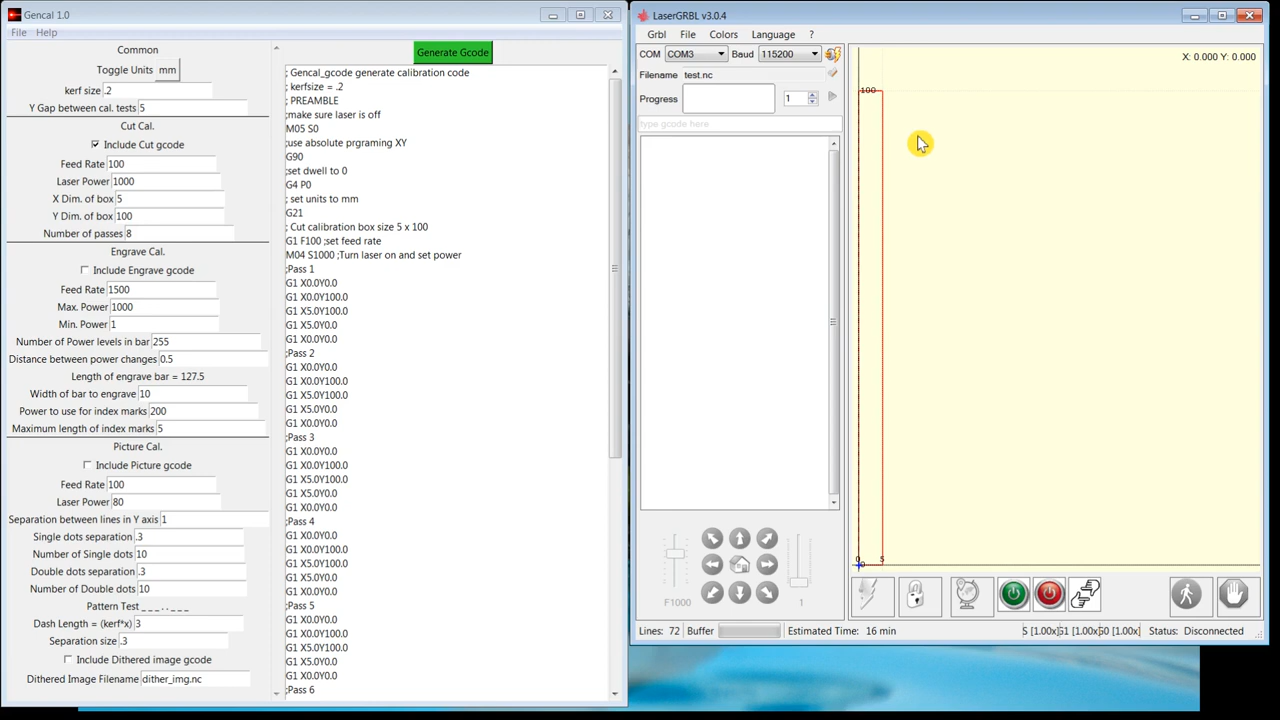 Gencal 1.0
File Help
Common
Toggle Units mm
kerf size .2
Y Gap between cal. tests 5
Cut Cal.
Include Cut gcode
Feed Rate 100
Laser Power 1000
X Dim. of box 5
Y Dim. of box 100
Number of passes 8
Engrave Cal.
Include Engrave gcode
Feed Rate 1500
Max. Power 1000
Min. Power 1
Number of Power levels in bar 255
Distance between power changes 0.5
Length of engrave bar = 127.5
Width of bar to engrave 10
Power to use for index marks 200
Maximum length of index marks 5
Picture Cal.
Include Picture gcode
Feed Rate 100
Laser Power 80
Separation between lines in Y axis 1
Single dots separation .3
Number of Single dots 10
Double dots separation .3
Number of Double dots 10
Pattern Test _ _ _ . . _ _ _
Dash Length = (kerf*x) 3
Separation size .3
Include Dithered image gcode
Dithered Image Filename dither_img.nc
Generate Gcode
; Gencal_gcode generate calibration code
; kerfsize = .2
; PREAMBLE
;make sure laser is off
M05 S0
;use absolute prgraming XY
G90
;set dwell to 0
G4 P0
; set units to mm
G21
; Cut calibration box size 5 x 100
G1 F100 ;set feed rate
M04 S1000 ;Turn laser on and set power
;Pass 1
G1 X0.0Y0.0
G1 X0.0Y100.0
G1 X5.0Y100.0
G1 X5.0Y0.0
G1 X0.0Y0.0
;Pass 2
G1 X0.0Y0.0
G1 X0.0Y100.0
G1 X5.0Y100.0
G1 X5.0Y0.0
G1 X0.0Y0.0
;Pass 3
G1 X0.0Y0.0
G1 X0.0Y100.0
G1 X5.0Y100.0
G1 X5.0Y0.0
G1 X0.0Y0.0
;Pass 4
G1 X0.0Y0.0
G1 X0.0Y100.0
G1 X5.0Y100.0
G1 X5.0Y0.0
G1 X0.0Y0.0
;Pass 5
G1 X0.0Y0.0
G1 X0.0Y100.0
G1 X5.0Y100.0
G1 X5.0Y0.0
G1 X0.0Y0.0
;Pass 6
LaserGRBL v3.0.4
Grbl File Colors Language ?
COM COM3 Baud 115200
Filename test.nc
Progress 1
type gcode here
F1000 1
X: 0.000 Y: 0.000
100
0 5
0
Lines: 72 Buffer Estimated Time: 16 min S [1.00x] G1 [1.00x] G0 [1.00x] Status: Disconnected